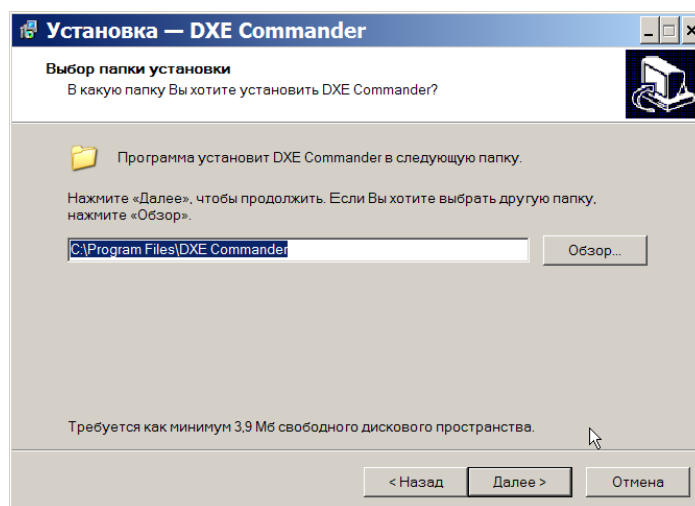 Установка — DXE Commander
Выбор папки установки
В какую папку Вы хотите установить DXE Commander?
Программа установит DXE Commander в следующую папку.
Нажмите «Далее», чтобы продолжить. Если Вы хотите выбрать другую папку,
нажмите «Обзор».
C:\Program Files\DXE Commander
Обзор...
Требуется как минимум 3,9 Мб свободного дискового пространства.
< Назад
Далее >
Отмена